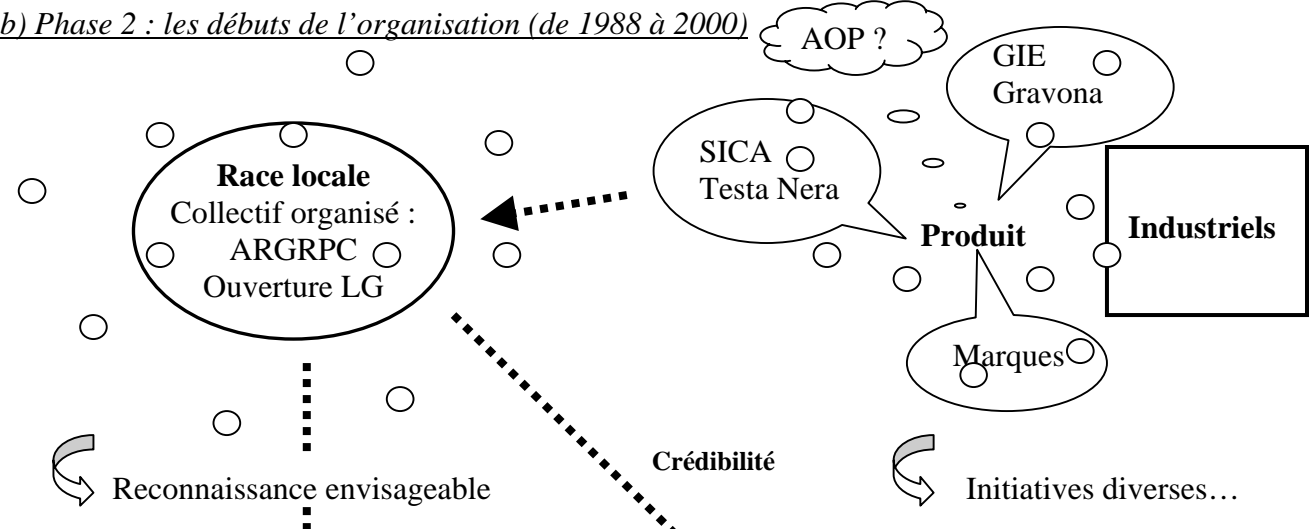 b) Phase 2 : les débuts de l'organisation (de 1988 à 2000)
AOP ?
GIE
Gravona
SICA
Testa Nera
Race locale
Collectif organisé :
ARGRPC
Ouverture LG
Produit
Industriels
Marques
Crédibilité
Reconnaissance envisageable
Initiatives diverses…